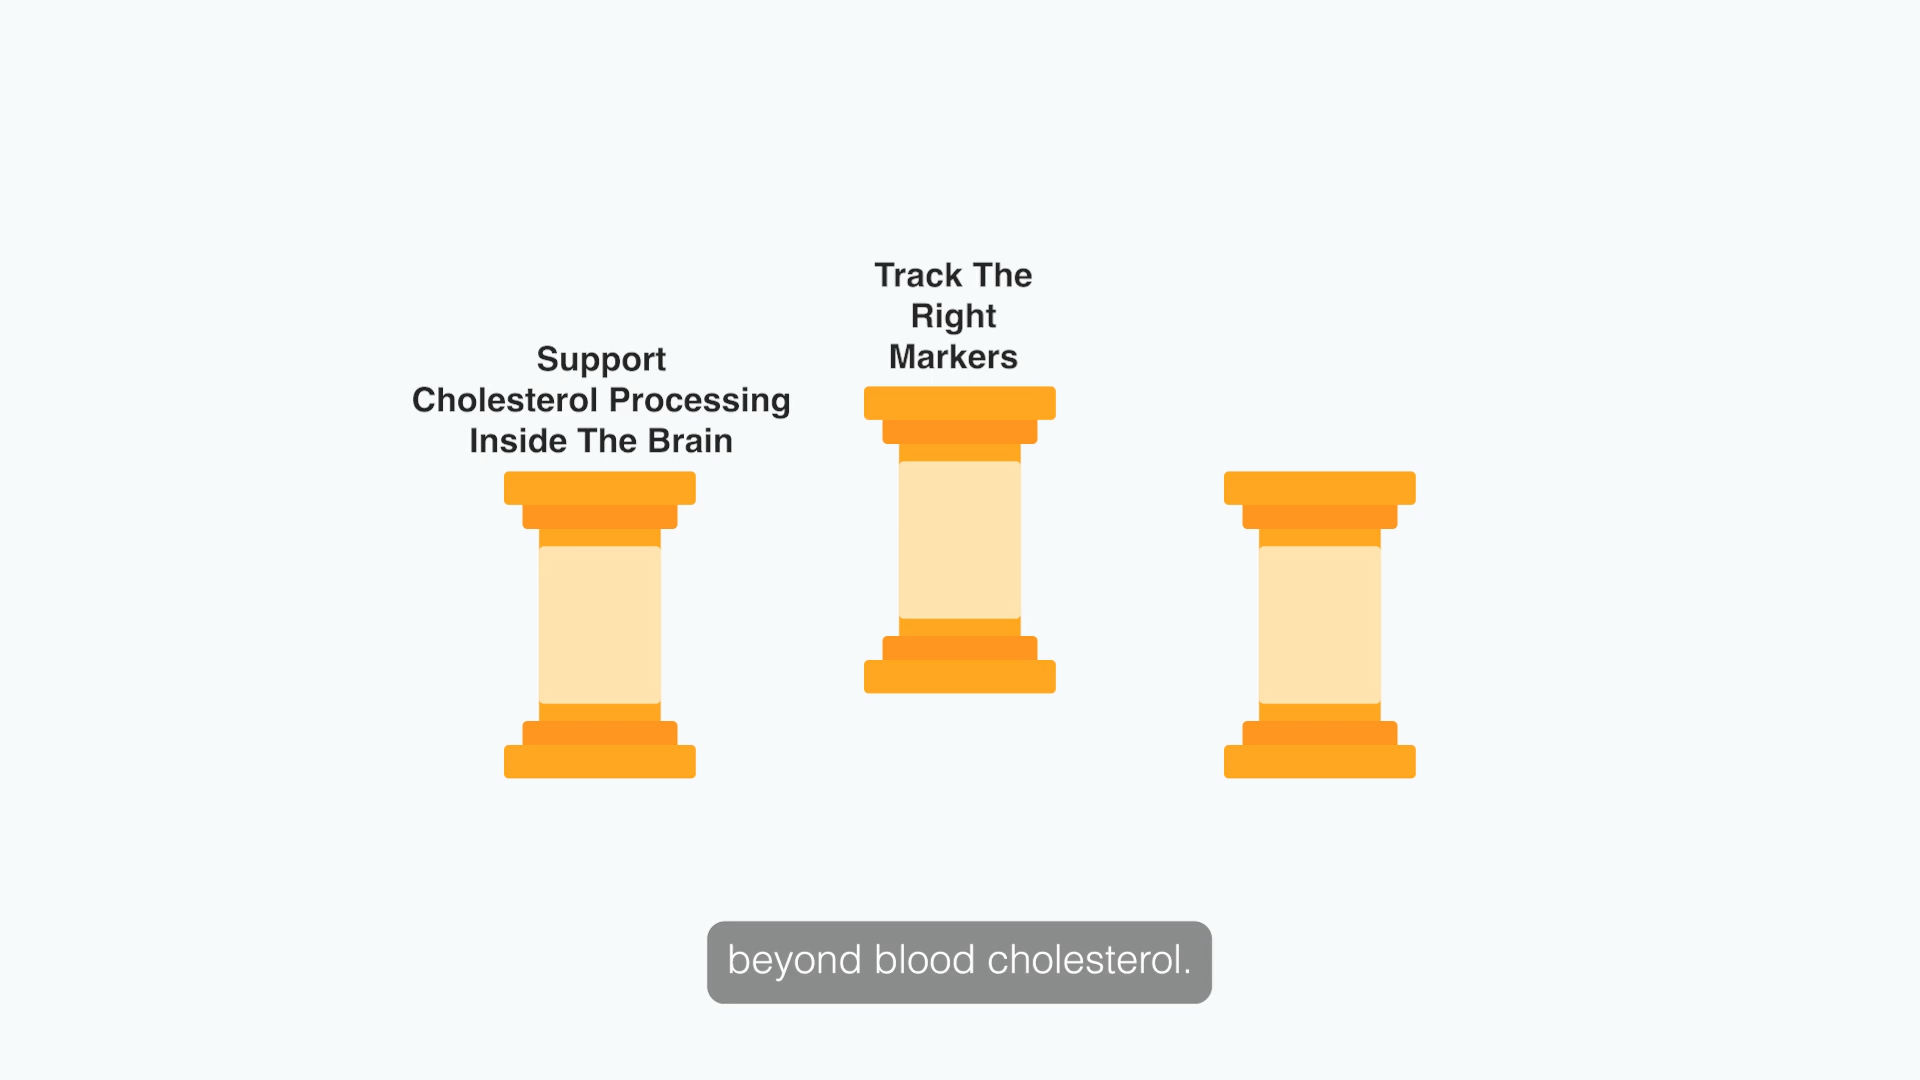 Support
Cholesterol Processing
Inside The Brain
Track The
Right
Markers
beyond blood cholesterol.